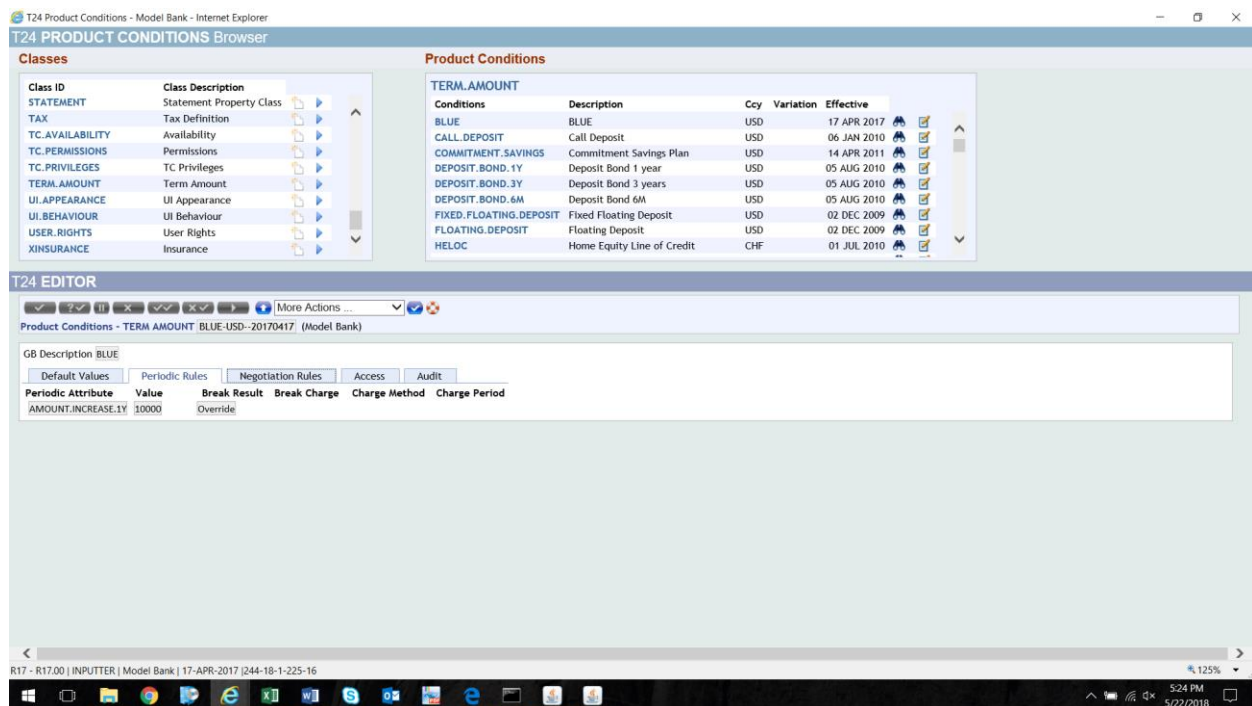 T24 Product Conditions - Model Bank - Internet Explorer
T24 PRODUCT CONDITIONS Browser
Classes
Class ID Class Description
STATEMENT Statement Property Class
TAX Tax Definition
TC.AVAILABILITY Availability
TC.PERMISSIONS Permissions
TC.PRIVILEGES TC Privileges
TERM.AMOUNT Term Amount
UI.APPEARANCE UI Appearance
UI.BEHAVIOUR UI Behaviour
USER.RIGHTS User Rights
XINSURANCE Insurance
Product Conditions
TERM.AMOUNT
Conditions Description Ccy Variation Effective
BLUE BLUE USD 17 APR 2017
CALL.DEPOSIT Call Deposit USD 06 JAN 2010
COMMITMENT.SAVINGS Commitment Savings Plan USD 14 APR 2011
DEPOSIT.BOND.1Y Deposit Bond 1 year USD 05 AUG 2010
DEPOSIT.BOND.3Y Deposit Bond 3 years USD 05 AUG 2010
DEPOSIT.BOND.6M Deposit Bond 6M USD 05 AUG 2010
FIXED.FLOATING.DEPOSIT Fixed Floating Deposit USD 02 DEC 2009
FLOATING.DEPOSIT Floating Deposit USD 02 DEC 2009
HELOC Home Equity Line of Credit CHF 01 JUL 2010
T24 EDITOR
More Actions ...
Product Conditions - TERM AMOUNT BLUE-USD--20170417 (Model Bank)
GB Description BLUE
Default Values Periodic Rules Negotiation Rules Access Audit
Periodic Attribute Value Break Result Break Charge Charge Method Charge Period
AMOUNT.INCREASE.1Y 10000 Override
R17 - R17.00 | INPUTTER | Model Bank | 17-APR-2017 |244-18-1-225-16
125%
5:24 PM
5/22/2018